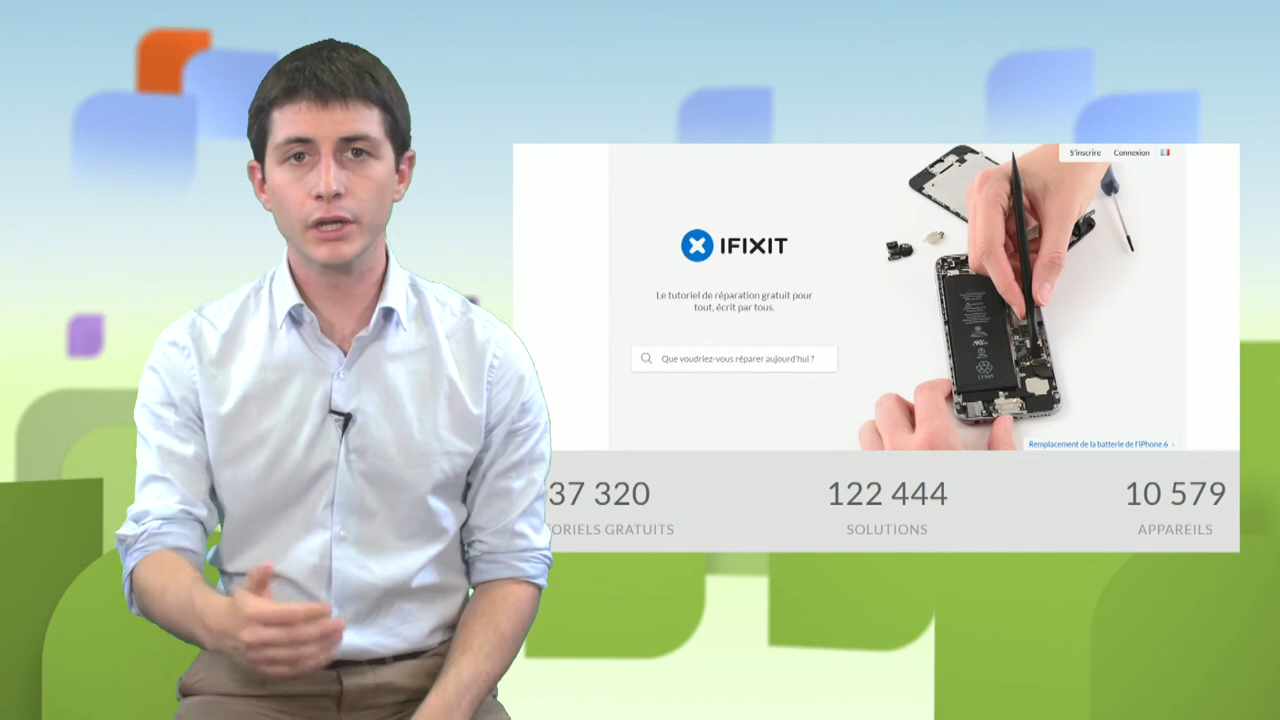 S'inscrire Connexion
IFIXIT
Le tutoriel de réparation gratuit pour
tout, écrit par tous.
Que voudriez-vous réparer aujourd'hui ?
Remplacement de la batterie de l'iPhone 6 ›
37 320 122 444 10 579
ORIELS GRATUITS SOLUTIONS APPAREILS